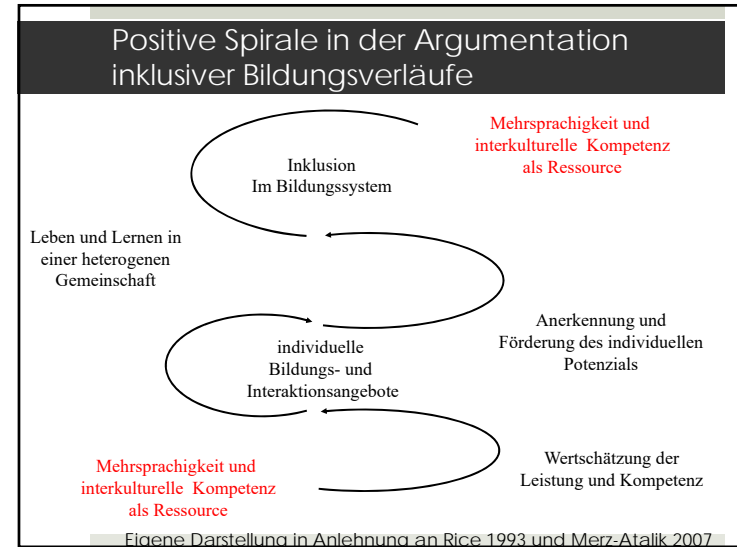 Positive Spirale in der Argumentation
inklusiver Bildungsverläufe
Mehrsprachigkeit und
interkulturelle Kompetenz
als Ressource
Inklusion
Im Bildungssystem
Leben und Lernen in
einer heterogenen
Gemeinschaft
Anerkennung und
Förderung des individuellen
Potenzials
individuelle
Bildungs- und
Interaktionsangebote
Wertschätzung der
Leistung und Kompetenz
Mehrsprachigkeit und
interkulturelle Kompetenz
als Ressource
Eigene Darstellung in Anlehnung an Rice 1993 und Merz-Atalik 2007